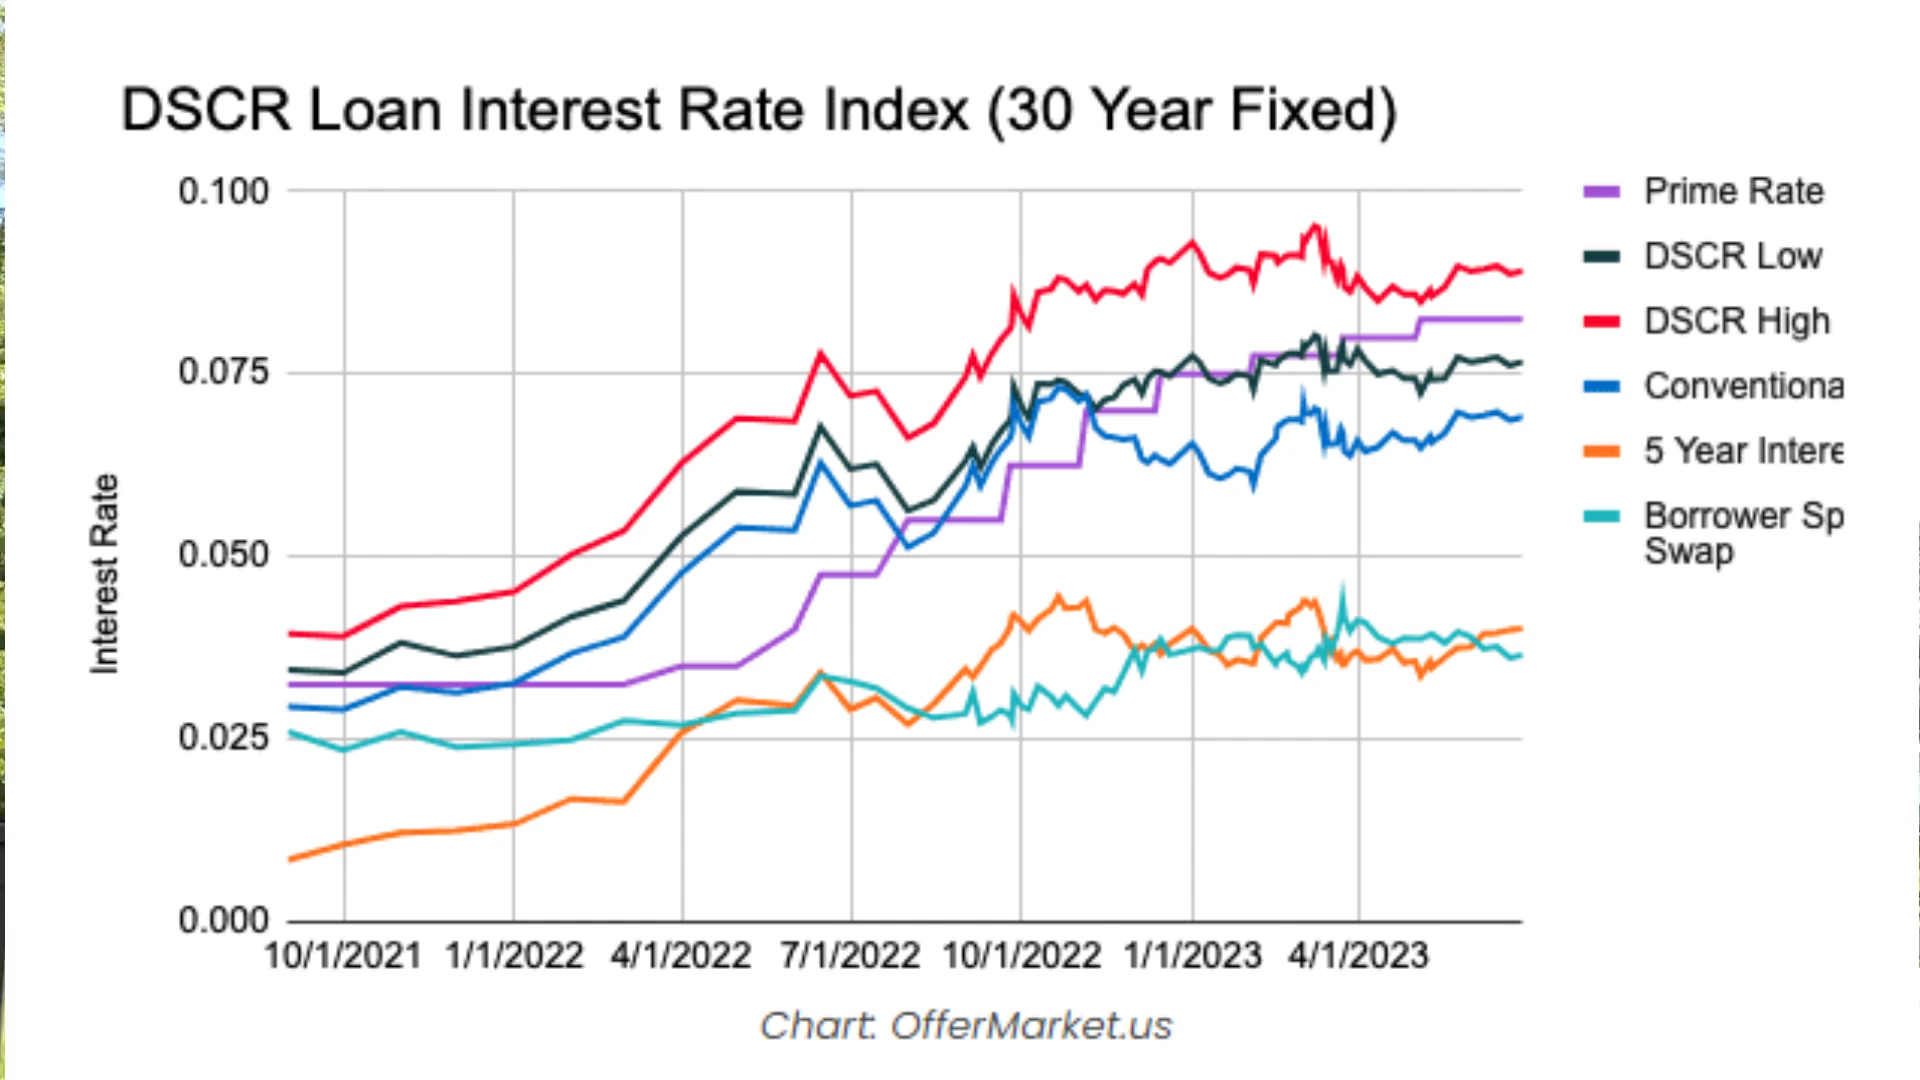 DSCR Loan Interest Rate Index (30 Year Fixed)
0.100
0.075
0.050
0.025
0.000
Interest Rate
10/1/2021 1/1/2022 4/1/2022 7/1/2022 10/1/2022 1/1/2023 4/1/2023
Prime Rate
DSCR Low
DSCR High
Conventiona
5 Year Intere
Borrower Sp
Swap
Chart: OfferMarket.us